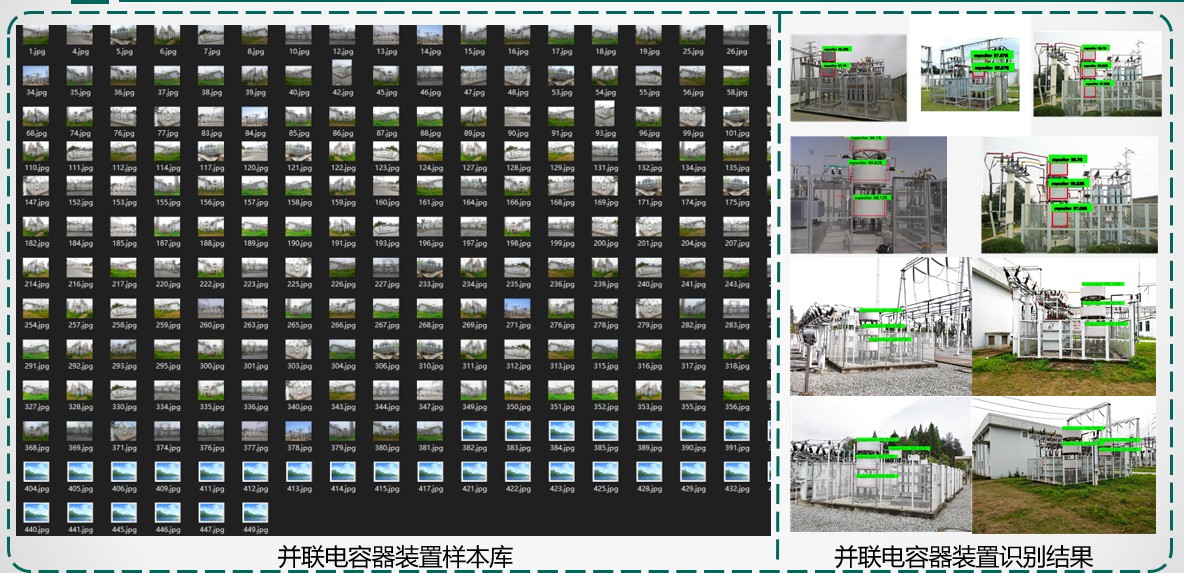 1.jpg 4.jpg 5.jpg 6.jpg 7.jpg 8.jpg 10.jpg 12.jpg 13.jpg 14.jpg 15.jpg 16.jpg 17.jpg 18.jpg 19.jpg 25.jpg 26.jpg
34.jpg 35.jpg 36.jpg 37.jpg 38.jpg 39.jpg 40.jpg 42.jpg 45.jpg 46.jpg 47.jpg 48.jpg 53.jpg 54.jpg 55.jpg 56.jpg 58.jpg
68.jpg 74.jpg 76.jpg 77.jpg 83.jpg 84.jpg 85.jpg 86.jpg 87.jpg 88.jpg 89.jpg 90.jpg 91.jpg 93.jpg 96.jpg 99.jpg 101.jpg
110.jpg 111.jpg 112.jpg 114.jpg 117.jpg 120.jpg 121.jpg 122.jpg 123.jpg 124.jpg 127.jpg 128.jpg 129.jpg 131.jpg 132.jpg 134.jpg 135.jpg
147.jpg 152.jpg 153.jpg 155.jpg 156.jpg 157.jpg 158.jpg 159.jpg 160.jpg 161.jpg 164.jpg 166.jpg 168.jpg 169.jpg 171.jpg 174.jpg 175.jpg
182.jpg 184.jpg 185.jpg 187.jpg 188.jpg 189.jpg 190.jpg 191.jpg 193.jpg 196.jpg 197.jpg 198.jpg 199.jpg 200.jpg 201.jpg 204.jpg 207.jpg
214.jpg 216.jpg 217.jpg 220.jpg 222.jpg 223.jpg 225.jpg 226.jpg 227.jpg 233.jpg 234.jpg 235.jpg 236.jpg 239.jpg 240.jpg 241.jpg 243.jpg
254.jpg 257.jpg 258.jpg 259.jpg 260.jpg 263.jpg 265.jpg 266.jpg 267.jpg 268.jpg 269.jpg 271.jpg 276.jpg 278.jpg 279.jpg 282.jpg 283.jpg
291.jpg 292.jpg 293.jpg 295.jpg 300.jpg 301.jpg 303.jpg 304.jpg 306.jpg 310.jpg 311.jpg 312.jpg 313.jpg 315.jpg 316.jpg 317.jpg 318.jpg
327.jpg 328.jpg 330.jpg 334.jpg 335.jpg 336.jpg 340.jpg 343.jpg 344.jpg 347.jpg 349.jpg 350.jpg 351.jpg 352.jpg 353.jpg 355.jpg 356.jpg
368.jpg 369.jpg 371.jpg 374.jpg 376.jpg 377.jpg 378.jpg 379.jpg 380.jpg 381.jpg 382.jpg 383.jpg 384.jpg 385.jpg 389.jpg 390.jpg 391.jpg
404.jpg 405.jpg 406.jpg 409.jpg 411.jpg 412.jpg 413.jpg 414.jpg 415.jpg 417.jpg 421.jpg 422.jpg 423.jpg 425.jpg 428.jpg 429.jpg 432.jpg
440.jpg 441.jpg 445.jpg 446.jpg 447.jpg 449.jpg
并联电容器装置样本库
并联电容器装置识别结果